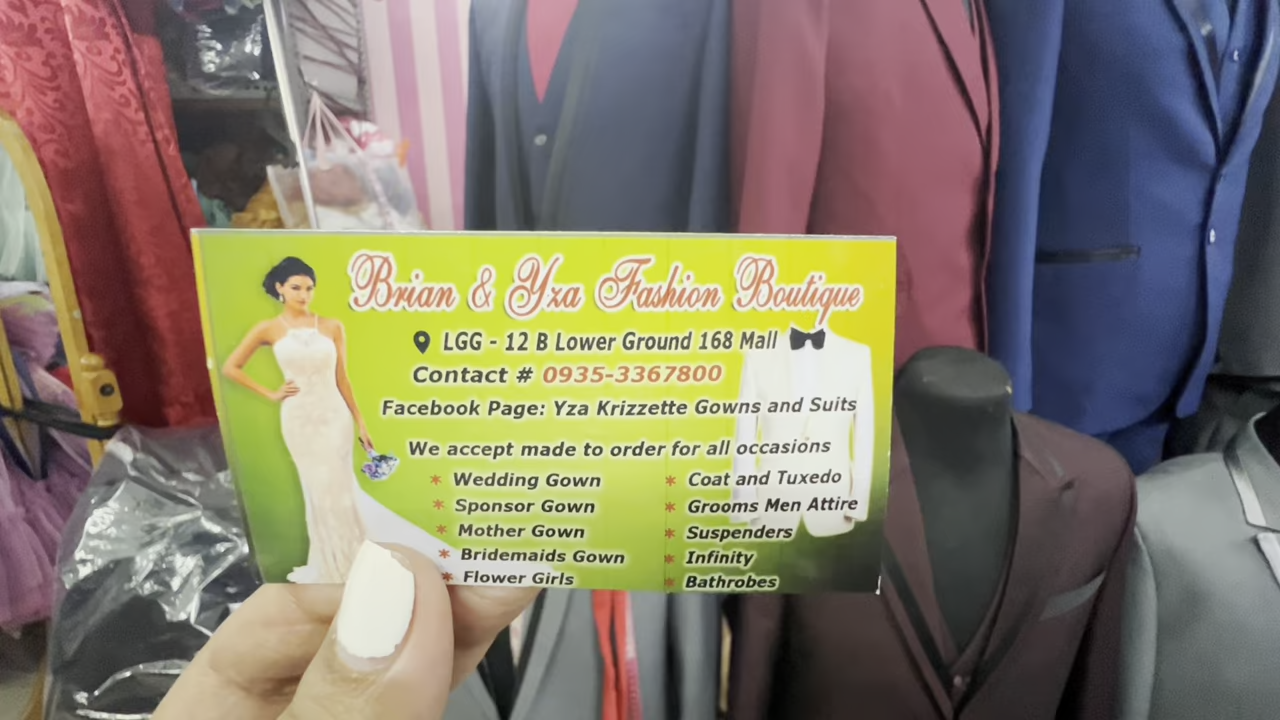 Brian & Yza Fashion Boutique
LGG - 12 B Lower Ground 168 Mall
Contact # 0935-3367800
Facebook Page: Yza Krizzette Gowns and Suits
We accept made to order for all occasions
* Wedding Gown
* Sponsor Gown
* Mother Gown
* Bridemaids Gown
* Flower Girls
* Coat and Tuxedo
* Grooms Men Attire
* Suspenders
* Infinity
* Bathrobes